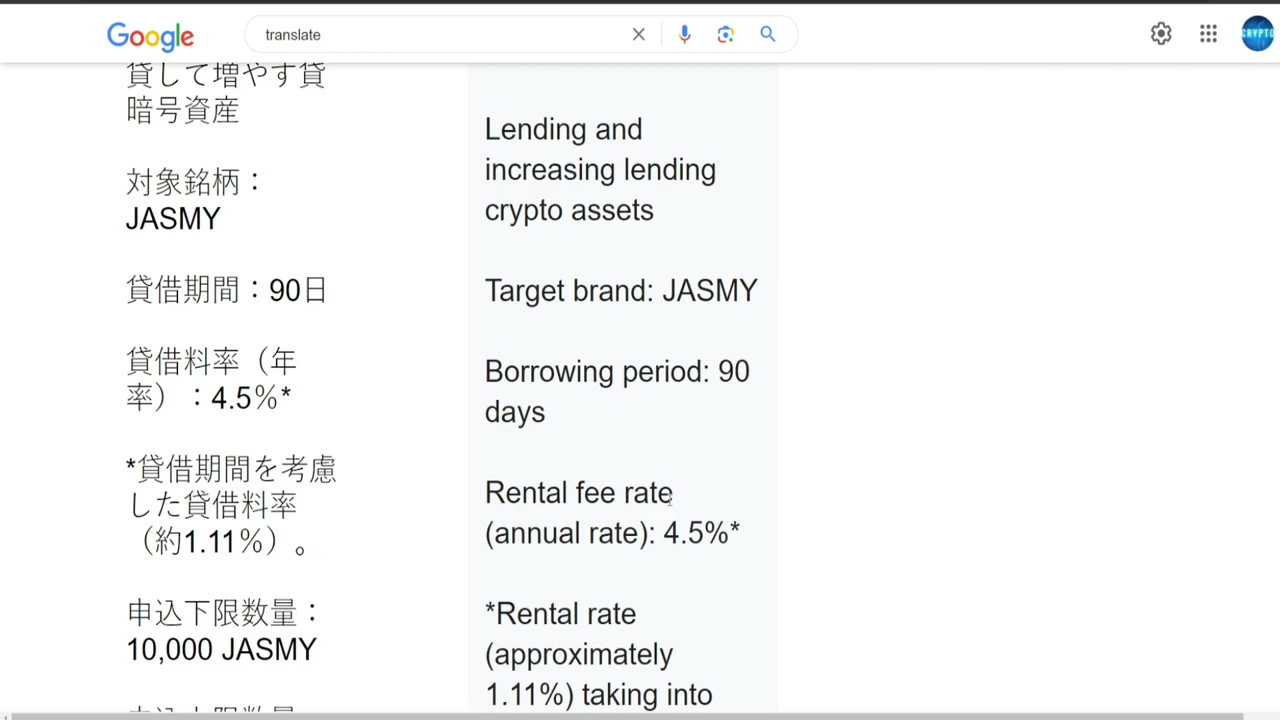 Google
translate
CRYPTO
貸して増やす貸
暗号資産
対象銘柄：
JASMY
貸借期間：90日
貸借料率（年
率）：4.5％*
*貸借期間を考慮
した貸借料率
（約1.11％）。
申込下限数量：
10,000 JASMY
Lending and
increasing lending
crypto assets
Target brand: JASMY
Borrowing period: 90
days
Rental fee rate
(annual rate): 4.5%*
*Rental rate
(approximately
1.11%) taking into